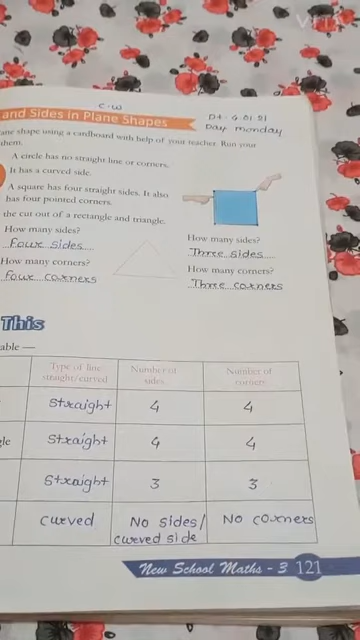 C.W
and Sides in Plane Shapes
Dt - 4.01.21
Day monday
ane shape using a cardboard with help of your teacher. Run your
them.
A circle has no straight line or corners.
It has a curved side.
A square has four straight sides. It also
has four pointed corners.
the cut out of a rectangle and triangle.
How many sides?
Four sides
How many corners?
Four corners
How many sides?
Three sides
How many corners?
Three corners
This
able —
Type of line
straight/curved
Number of
sides
Number of
corners
straight 4 4
gle straight 4 4
straight 3 3
curved No sides/
curved side
No corners
New School Maths - 3 121